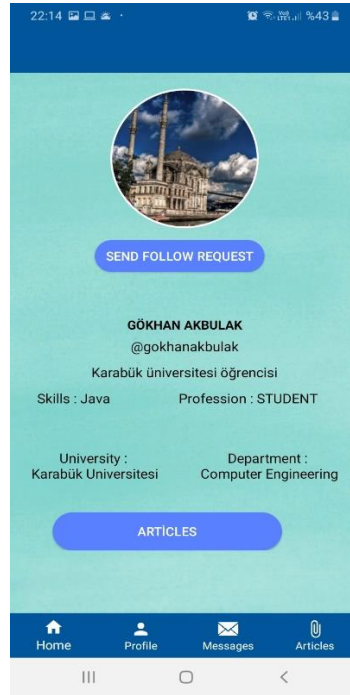 22:14
%43
SEND FOLLOW REQUEST
GÖKHAN AKBULAK
@gokhanakbulak
Karabük üniversitesi öğrencisi
Skills : Java Profession : STUDENT
University : Department :
Karabük Universitesi Computer Engineering
ARTİCLES
Home Profile Messages Articles